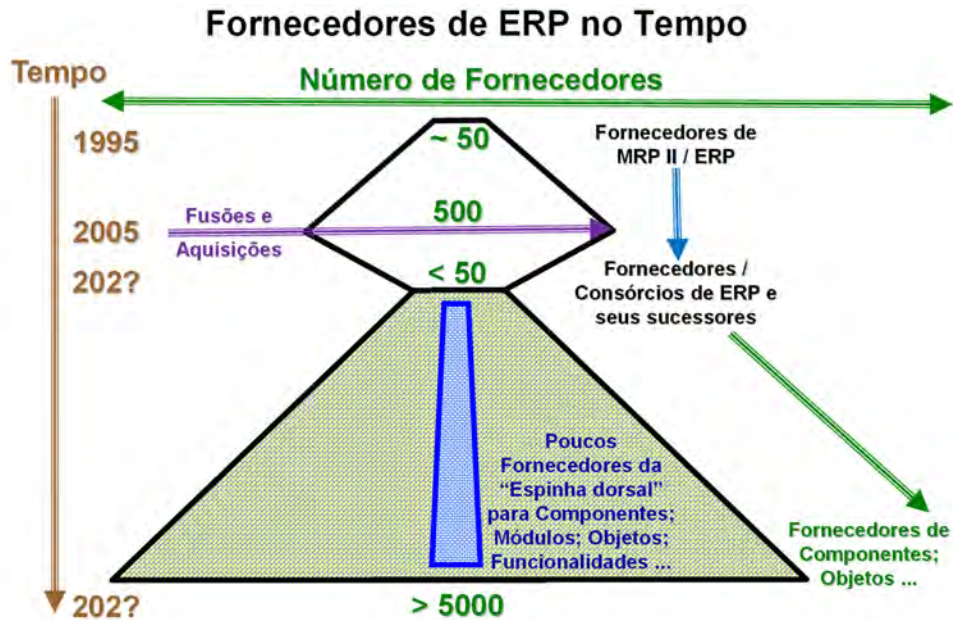 Fornecedores de ERP no Tempo
Tempo
Número de Fornecedores
1995
~ 50
Fornecedores de
MRP II / ERP
Fusões e
Aquisições
2005
500
202?
< 50
Fornecedores /
Consórcios de ERP e
seus sucessores
Poucos
Fornecedores da
“Espinha dorsal”
para Componentes;
Módulos; Objetos;
Funcionalidades ...
Fornecedores de
Componentes;
Objetos ...
202?
> 5000